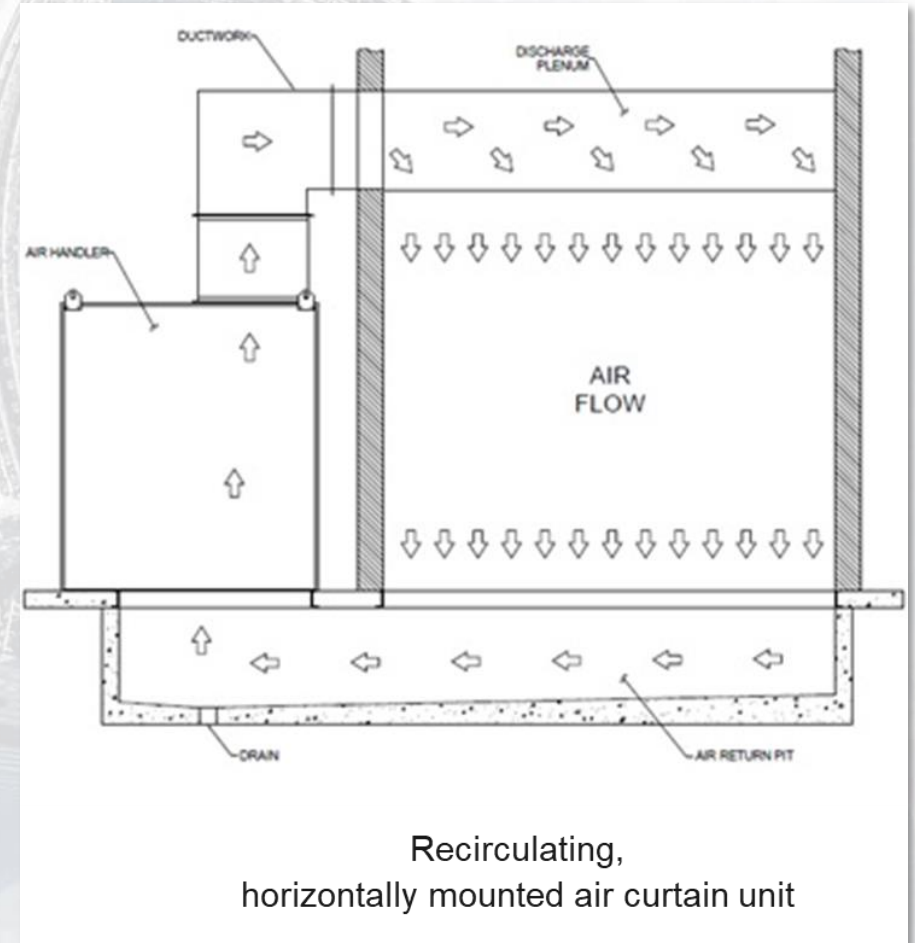 DUCTWORK
DISCHARGE
PLENUM
AIR HANDLER
AIR
FLOW
DRAIN
AIR RETURN PIT
Recirculating,
horizontally mounted air curtain unit